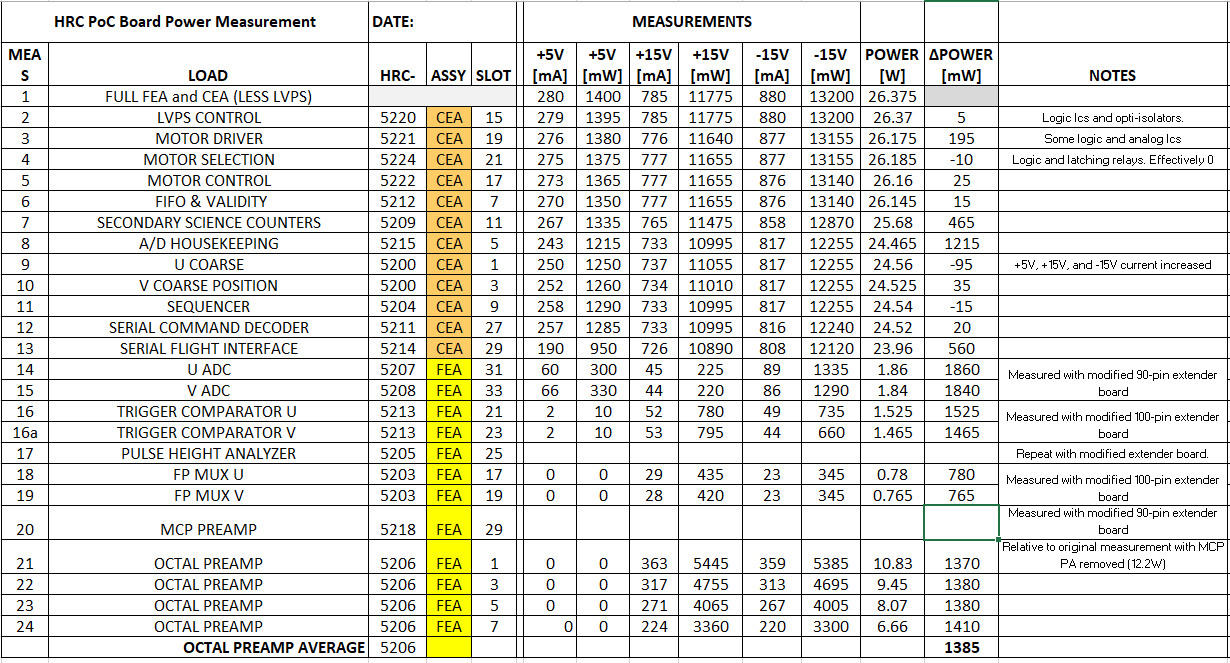 HRC PoC Board Power Measurement DATE: MEASUREMENTS
MEAS LOAD HRC- ASSY SLOT +5V [mA] +5V [mW] +15V [mA] +15V [mW] -15V [mA] -15V [mW] POWER [W] ΔPOWER [mW] NOTES
1 FULL FEA and CEA (LESS LVPS) 280 1400 785 11775 880 13200 26.375
2 LVPS CONTROL 5220 CEA 15 279 1395 785 11775 880 13200 26.37 5 Logic Ics and opti-isolators.
3 MOTOR DRIVER 5221 CEA 19 276 1380 776 11640 877 13155 26.175 195 Some logic and analog Ics
4 MOTOR SELECTION 5224 CEA 21 275 1375 777 11655 877 13155 26.185 -10 Logic and latching relays. Effectively 0
5 MOTOR CONTROL 5222 CEA 17 273 1365 777 11655 876 13140 26.16 25
6 FIFO & VALIDITY 5212 CEA 7 270 1350 777 11655 876 13140 26.145 15
7 SECONDARY SCIENCE COUNTERS 5209 CEA 11 267 1335 765 11475 858 12870 25.68 465
8 A/D HOUSEKEEPING 5215 CEA 5 243 1215 733 10995 817 12255 24.465 1215
9 U COARSE 5200 CEA 1 250 1250 737 11055 817 12255 24.56 -95 +5V, +15V, and -15V current increased
10 V COARSE POSITION 5200 CEA 3 252 1260 734 11010 817 12255 24.525 35
11 SEQUENCER 5204 CEA 9 258 1290 733 10995 817 12255 24.54 -15
12 SERIAL COMMAND DECODER 5211 CEA 27 257 1285 733 10995 816 12240 24.52 20
13 SERIAL FLIGHT INTERFACE 5214 CEA 29 190 950 726 10890 808 12120 23.96 560
14 U ADC 5207 FEA 31 60 300 45 225 89 1335 1.86 1860 Measured with modified 90-pin extender
15 V ADC 5208 FEA 33 66 330 44 220 86 1290 1.84 1840 board
16 TRIGGER COMPARATOR U 5213 FEA 21 2 10 52 780 49 735 1.525 1525 Measured with modified 100-pin extender
16a TRIGGER COMPARATOR V 5213 FEA 23 2 10 53 795 44 660 1.465 1465 board
17 PULSE HEIGHT ANALYZER 5205 FEA 25 Repeat with modified extender board.
18 FP MUX U 5203 FEA 17 0 0 29 435 23 345 0.78 780 Measured with modified 100-pin extender
19 FP MUX V 5203 FEA 19 0 0 28 420 23 345 0.765 765 board
20 MCP PREAMP 5218 FEA 29 Measured with modified 90-pin extender
board
21 OCTAL PREAMP 5206 FEA 1 0 0 363 5445 359 5385 10.83 1370 Relative to original measurement with MCP
PA removed (12.2W)
22 OCTAL PREAMP 5206 FEA 3 0 0 317 4755 313 4695 9.45 1380
23 OCTAL PREAMP 5206 FEA 5 0 0 271 4065 267 4005 8.07 1380
24 OCTAL PREAMP 5206 FEA 7 0 0 224 3360 220 3300 6.66 1410
OCTAL PREAMP AVERAGE 5206 1385